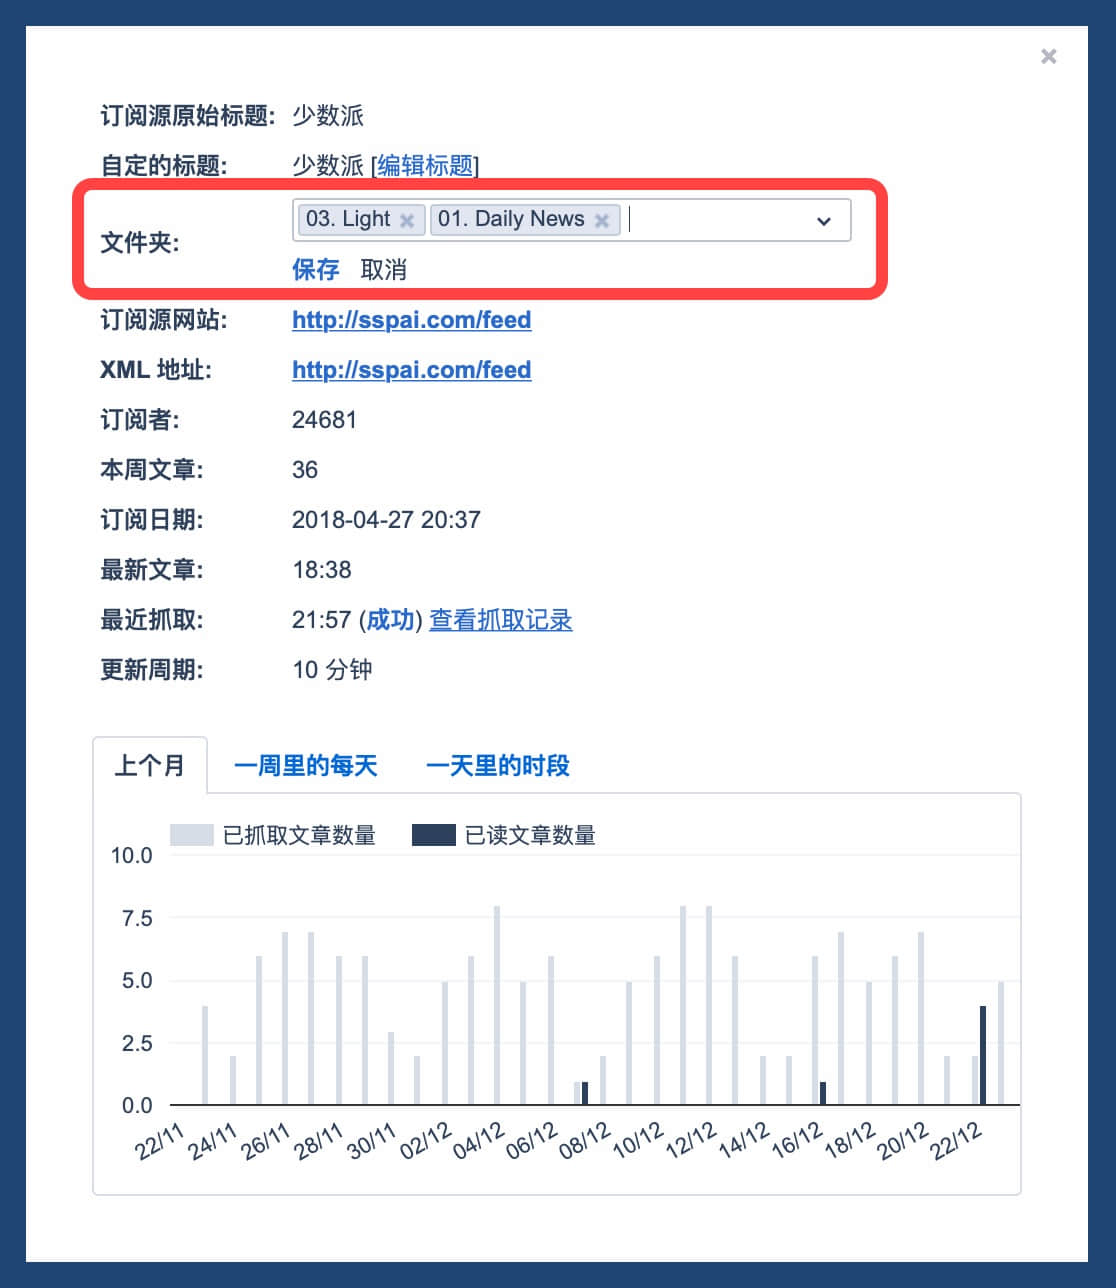 ×
订阅源原始标题: 少数派
自定的标题: 少数派 [编辑标题]
文件夹: 03. Light × 01. Daily News ×
保存 取消
订阅源网站: http://sspai.com/feed
XML 地址: http://sspai.com/feed
订阅者: 24681
本周文章: 36
订阅日期: 2018-04-27 20:37
最新文章: 18:38
最近抓取: 21:57 (成功) 查看抓取记录
更新周期: 10 分钟
上个月 一周里的每天 一天里的时段
已抓取文章数量 已读文章数量
10.0
7.5
5.0
2.5
0.0
22/11 24/11 26/11 28/11 30/11 02/12 04/12 06/12 08/12 10/12 12/12 14/12 16/12 18/12 20/12 22/12